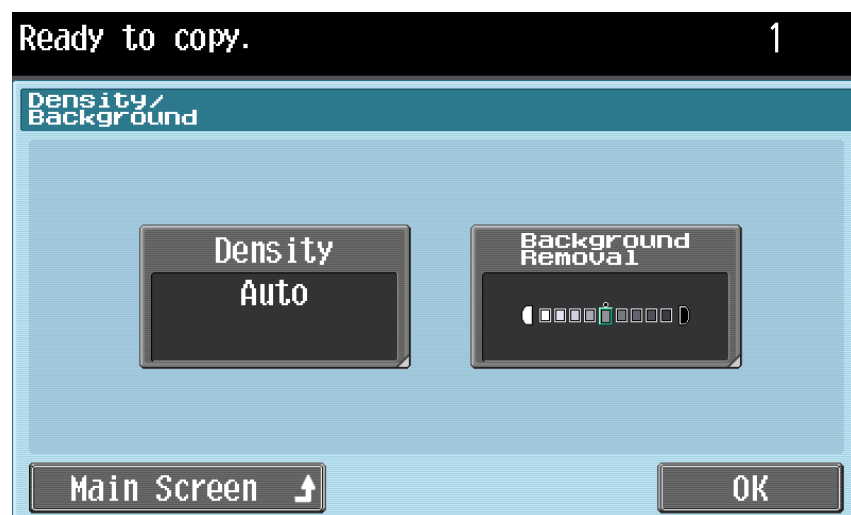 Ready to copy.
1
Density/
Background
Density
Auto
Background
Removal
Main Screen
OK